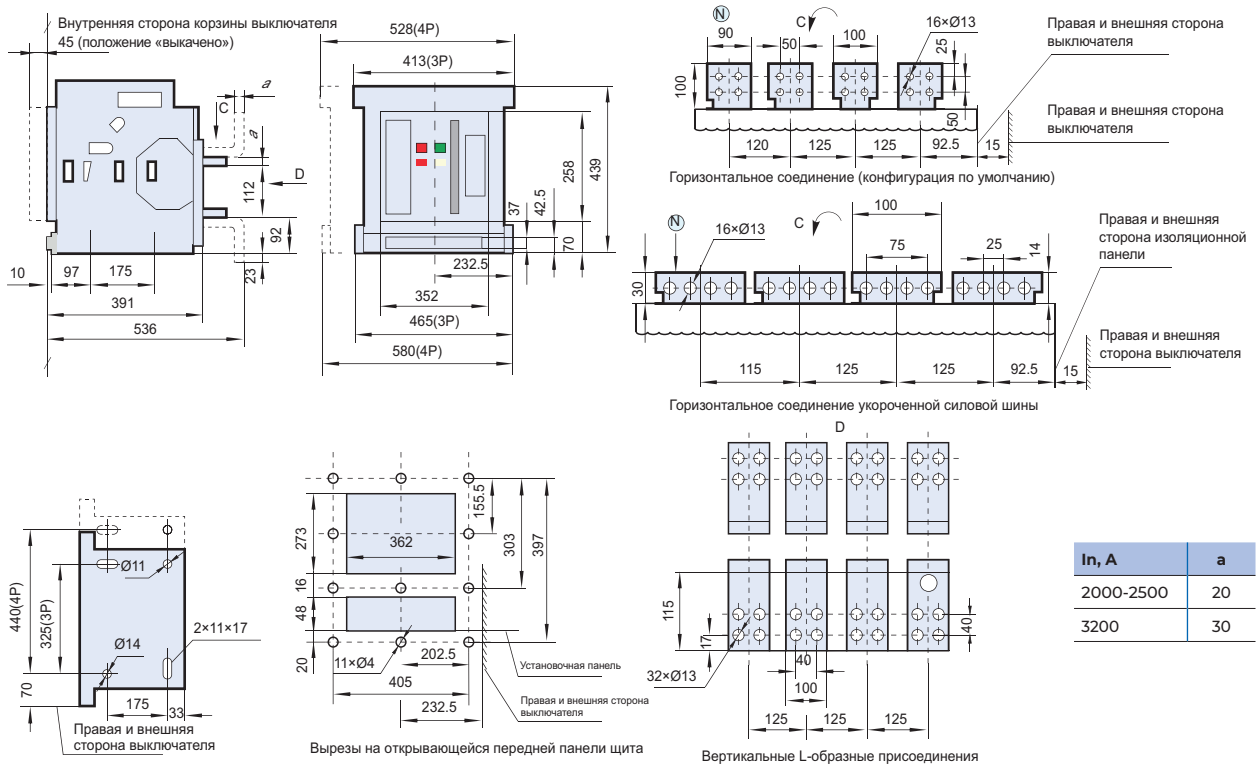 Внутренняя сторона корзины выключателя
45 (положение «выкачено»)
a
C
a
112
D
92
23
10
97
175
391
536
528(4P)
413(3P)
258
439
37
42.5
70
232.5
352
465(3P)
580(4P)
N
90
C
50
100
16×Ø13
25
100
50
120
125
125
92.5
15
Правая и внешняя сторона
выключателя
Правая и внешняя сторона
выключателя
Горизонтальное соединение (конфигурация по умолчанию)
N
16×Ø13
C
100
75
25
14
30
115
125
125
92.5
15
Правая и внешняя
сторона изоляционной
панели
Правая и внешняя
сторона выключателя
Горизонтальное соединение укороченной силовой шины
440(4P)
325(3P)
70
Ø11
Ø14
2×11×17
175
33
Правая и внешняя
сторона выключателя
273
362
155.5
303
397
16
48
20
11×Ø4
202.5
405
232.5
Установочная панель
Правая и внешняя сторона
выключателя
Вырезы на открывающейся передней панели щита
D
115
17
32×Ø13
40
100
40
125
125
125
Вертикальные L-образные присоединения
In, A
a
2000-2500
20
3200
30